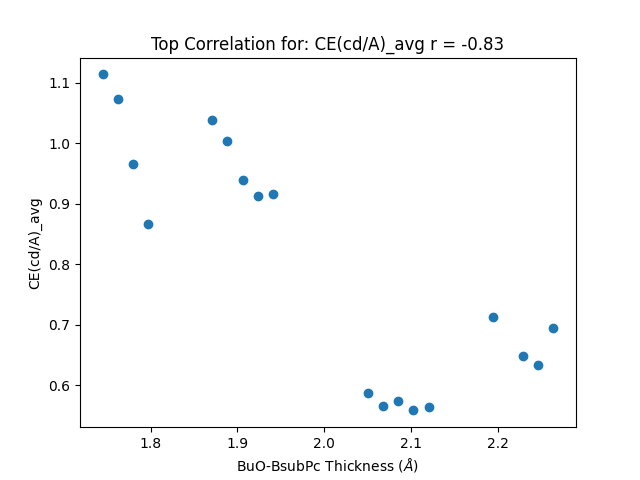 Top Correlation for: CE(cd/A)_avg r = -0.83
1.1
1.0
0.9
0.8
0.7
0.6
CE(cd/A)_avg
1.8 1.9 2.0 2.1 2.2
BuO-BsubPc Thickness (Å)